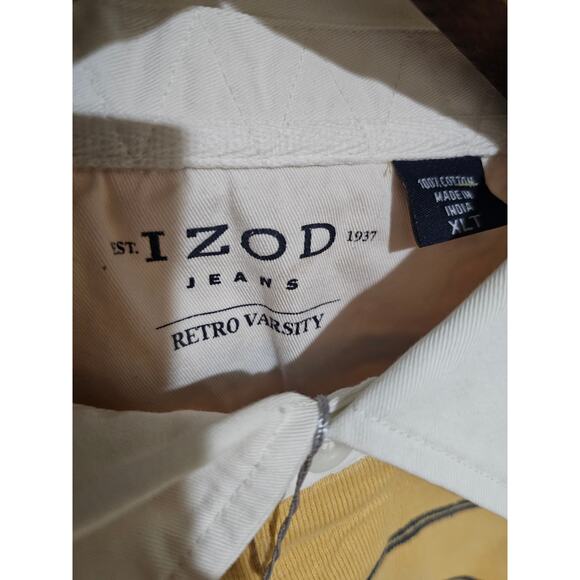 EST. IZOD 1937
JEANS
RETRO VARSITY
100% COTTON
MADE IN
INDIA
XLT